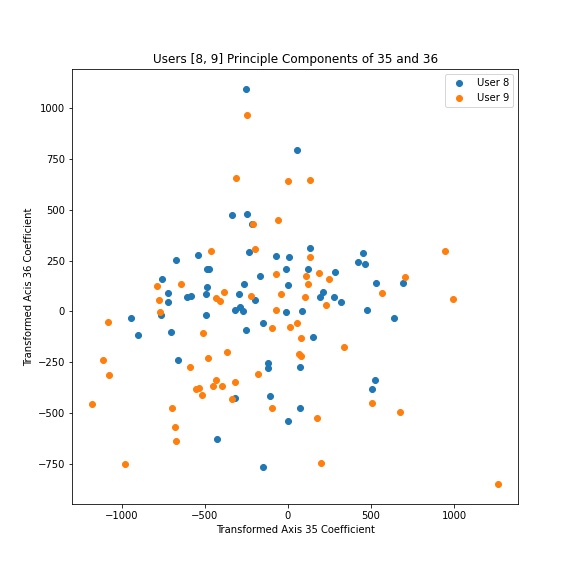 Users [8, 9] Principle Components of 35 and 36
User 8
User 9
Transformed Acis 36 Coefficient
1000
750
500
250
0
−250
−500
−750
−1000
−500
0
500
1000
Transformed Axis 35 Coefficient